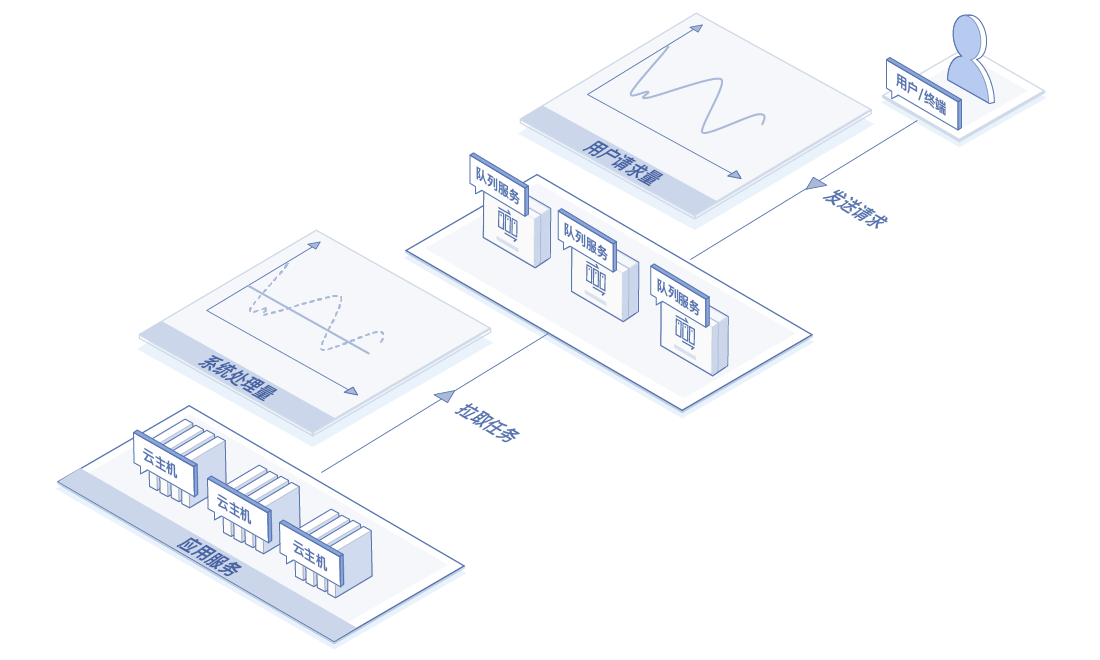 用户/终端
用户请求量
发送请求
队列服务
队列服务
队列服务
系统处理量
拉取任务
云主机
云主机
云主机
应用服务